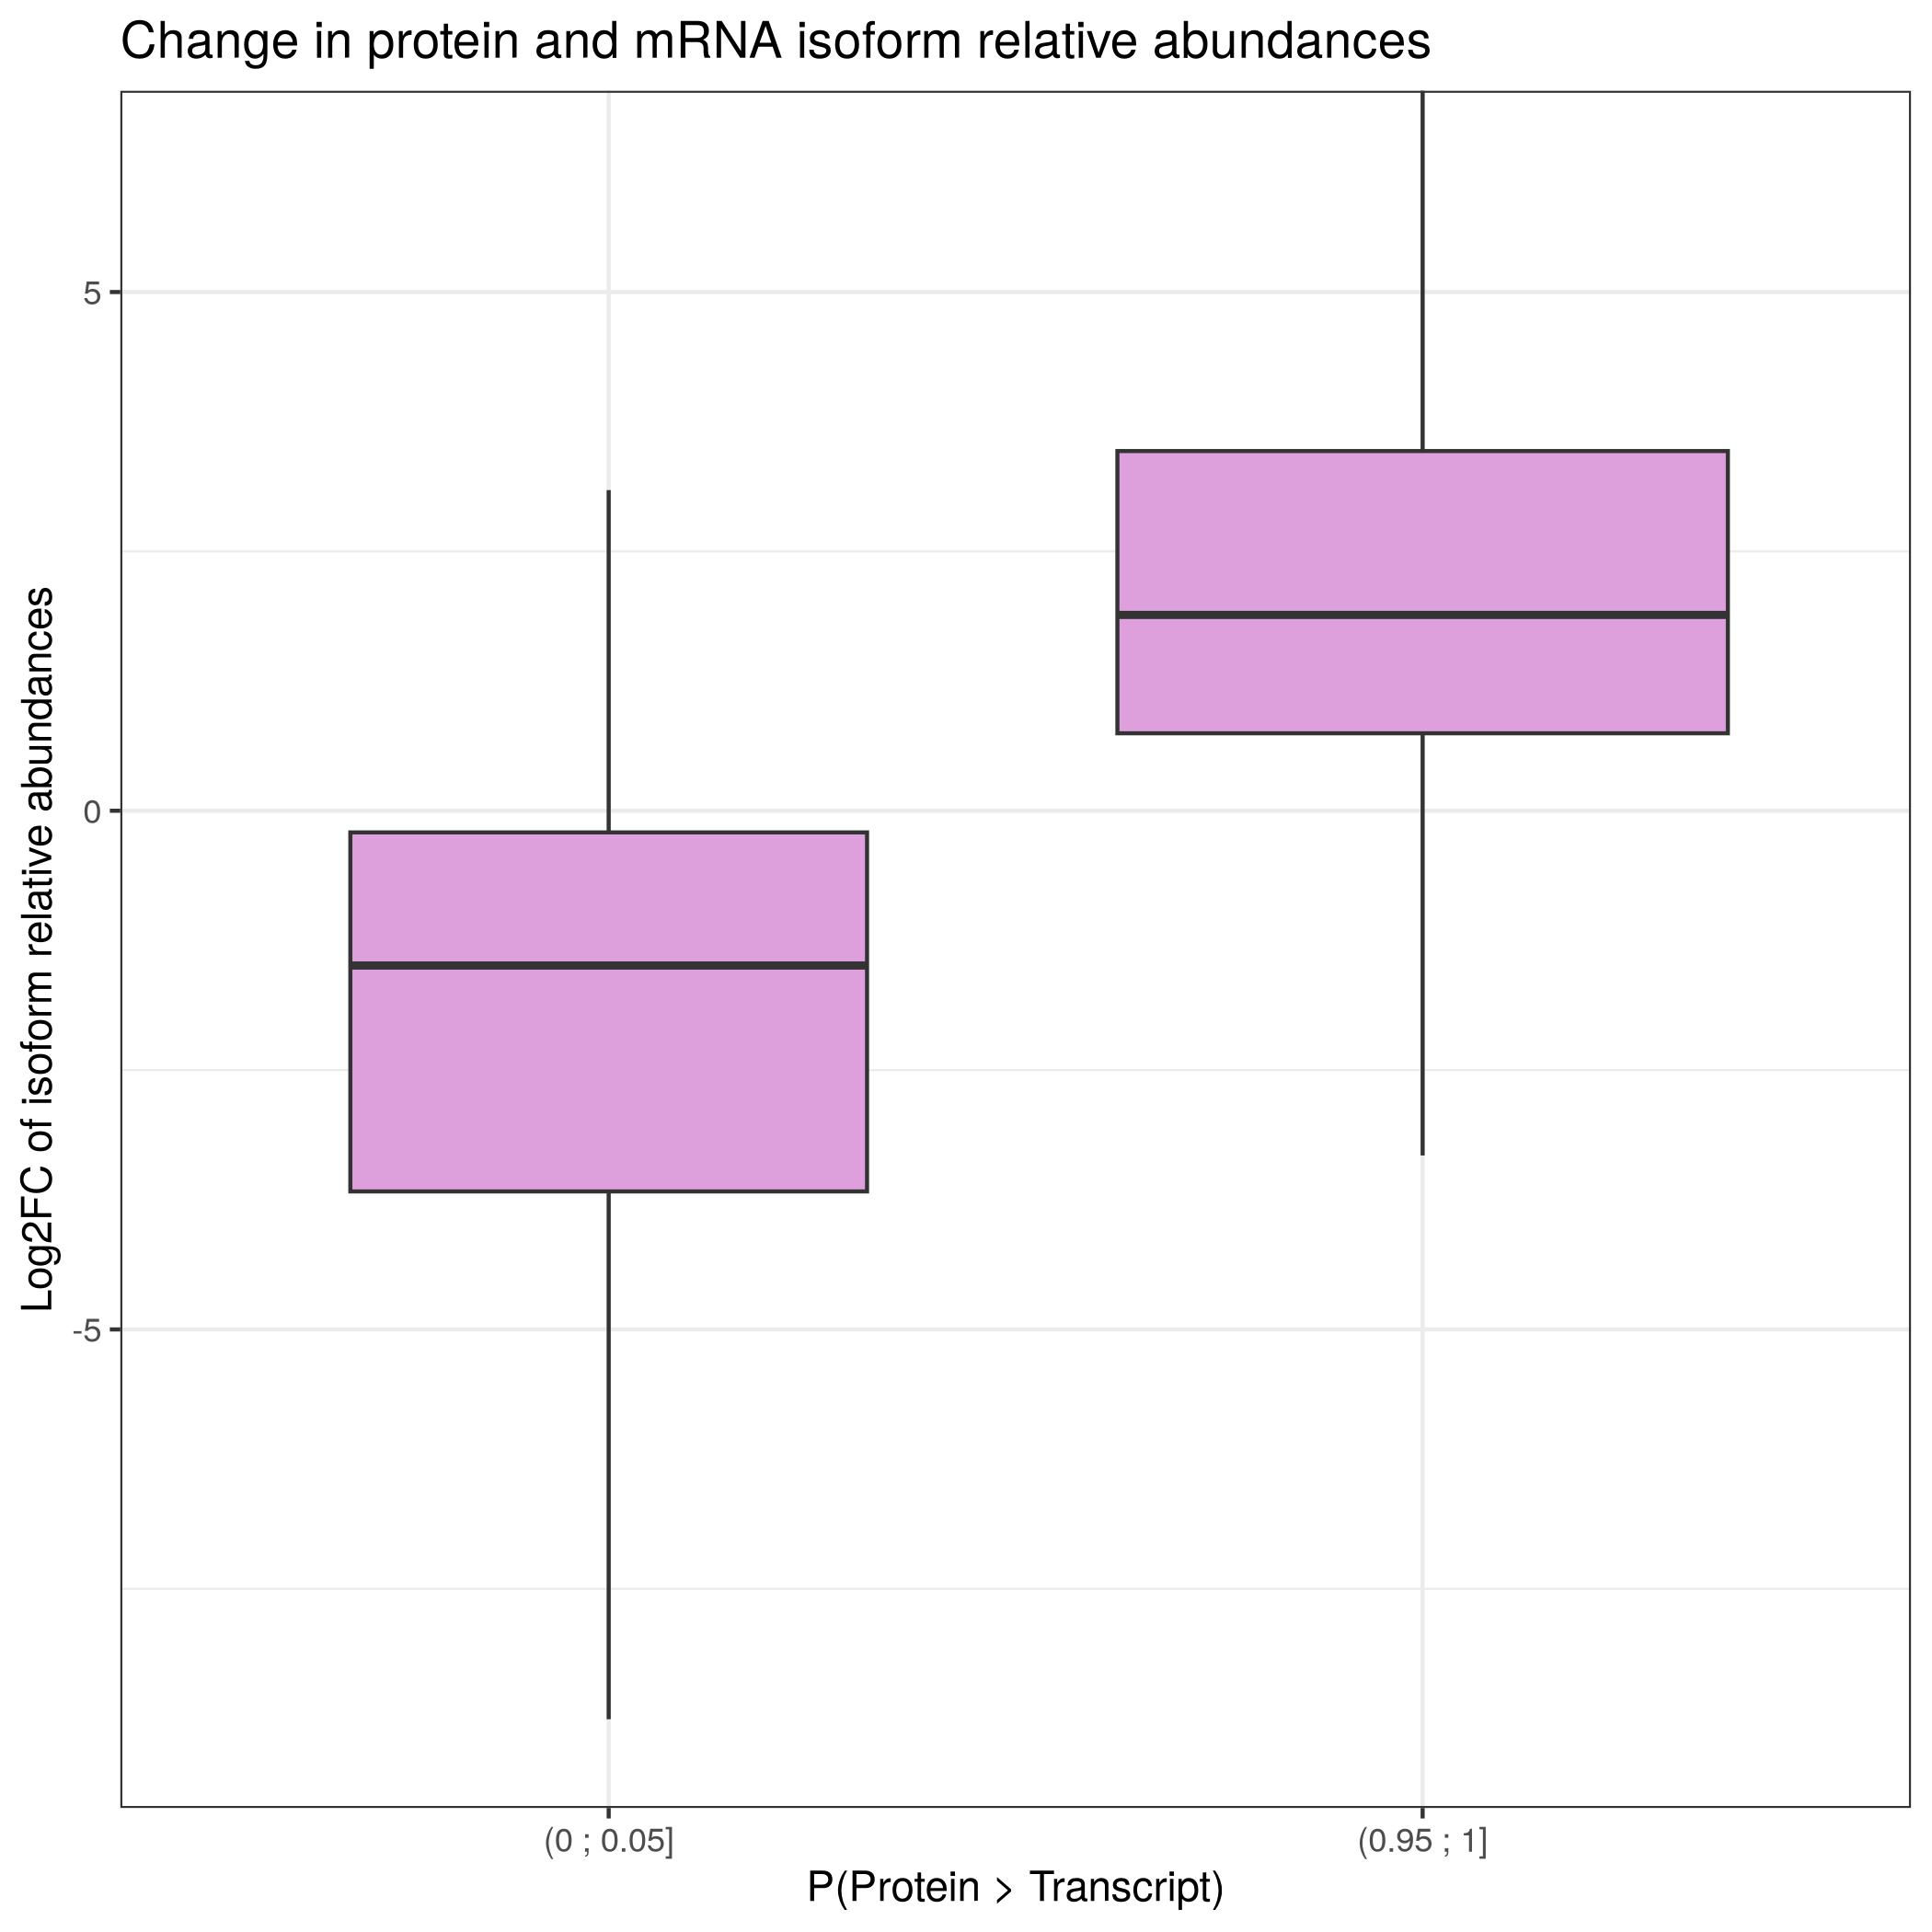 Change in protein and mRNA isoform relative abundances
Log2FC of isoform relative abundances
5
0
-5
(0 ; 0.05]
(0.95 ; 1]
P(Protein > Transcript)